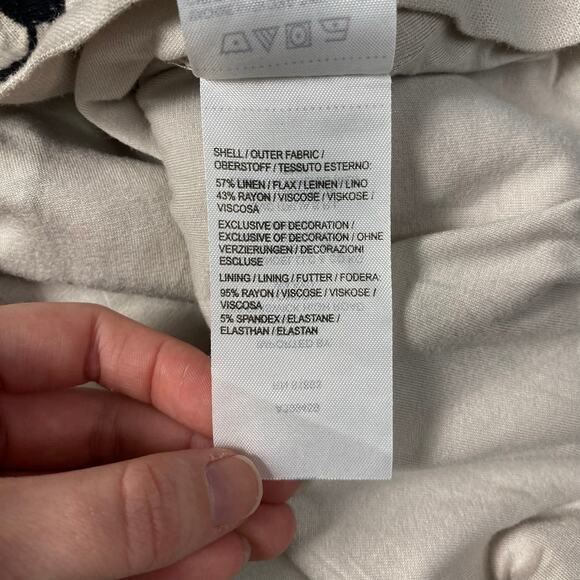 SHELL / OUTER FABRIC /
OBERSTOFF / TESSUTO ESTERNO:
57% LINEN / FLAX / LEINEN / LINO
43% RAYON / VISCOSE / VISKOSE /
VISCOSA
EXCLUSIVE OF DECORATION /
EXCLUSIVE OF DECORATION / OHNE
VERZIERUNGEN / DECORAZIONI
ESCLUSE
LINING / LINING / FUTTER / FODERA:
95% RAYON / VISCOSE / VISKOSE /
VISCOSA
5% SPANDEX / ELASTANE /
ELASTHAN / ELASTAN